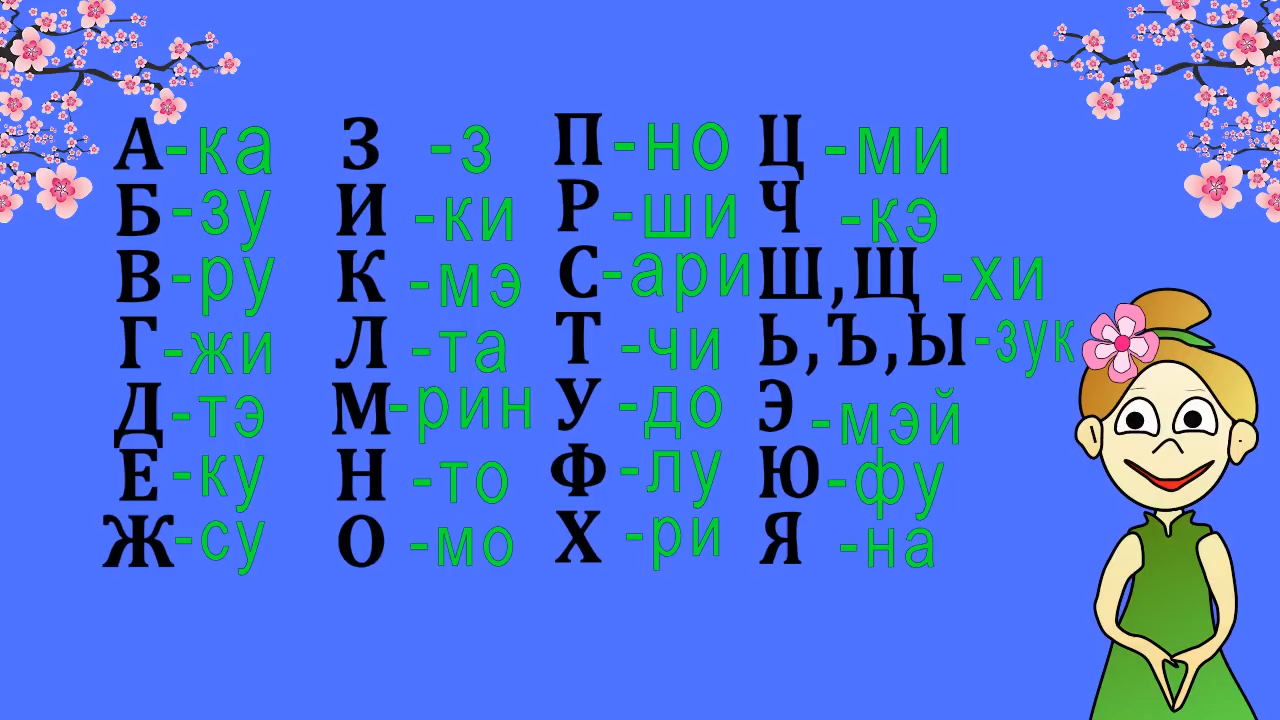 А-ка З -з П-но Ц -ми
Б-зу И -ки Р-ши Ч -кэ
В-ру К -мэ С-ари Ш,Щ -хи
Г-жи Л -та Т -чи Ь,Ъ,Ы-зук
Д-тэ М-рин У -до Э -мэй
Е-ку Н -то Ф-лу Ю-фу
Ж-су О -мо Х -ри Я -на